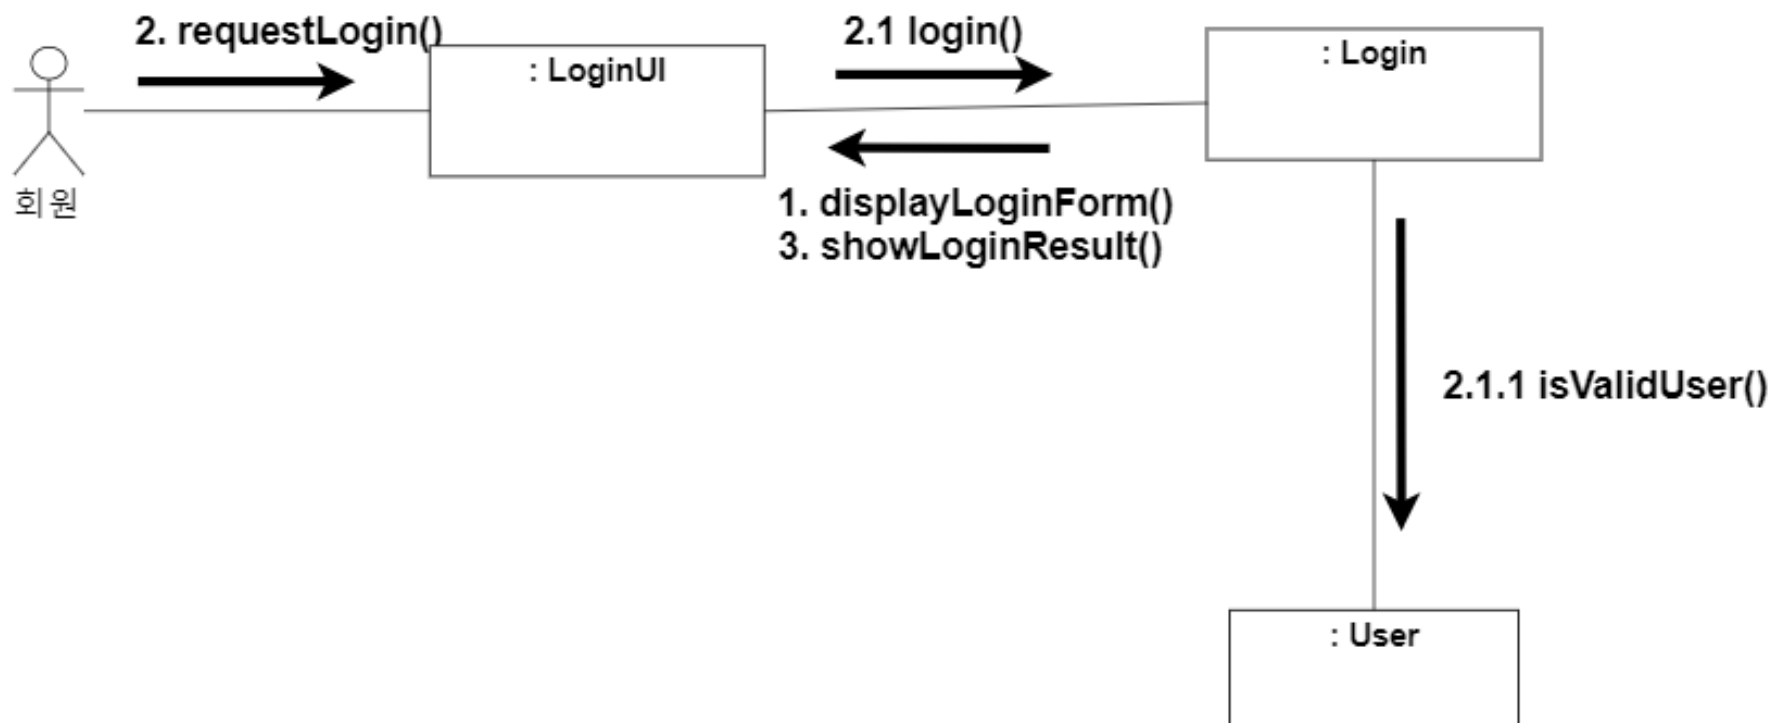 2. requestLogin()
: LoginUI
2.1 login()
: Login
회원
1. displayLoginForm()
3. showLoginResult()
2.1.1 isValidUser()
: User